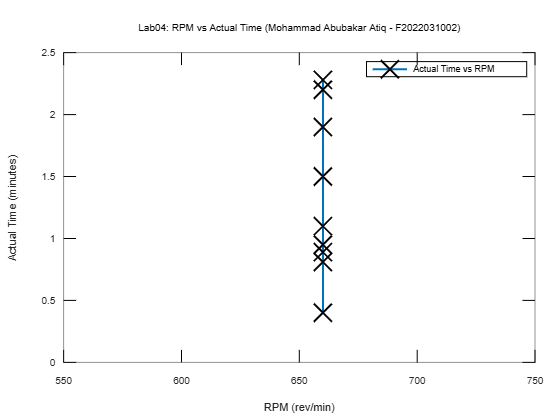 Lab04: RPM vs Actual Time (Mohammad Abubakar Atiq - F2022031002)
2.5
Actual Time vs RPM
2
1.5
1
0.5
0
Actual Time (minutes)
550 600 650 700 750
RPM (rev/min)